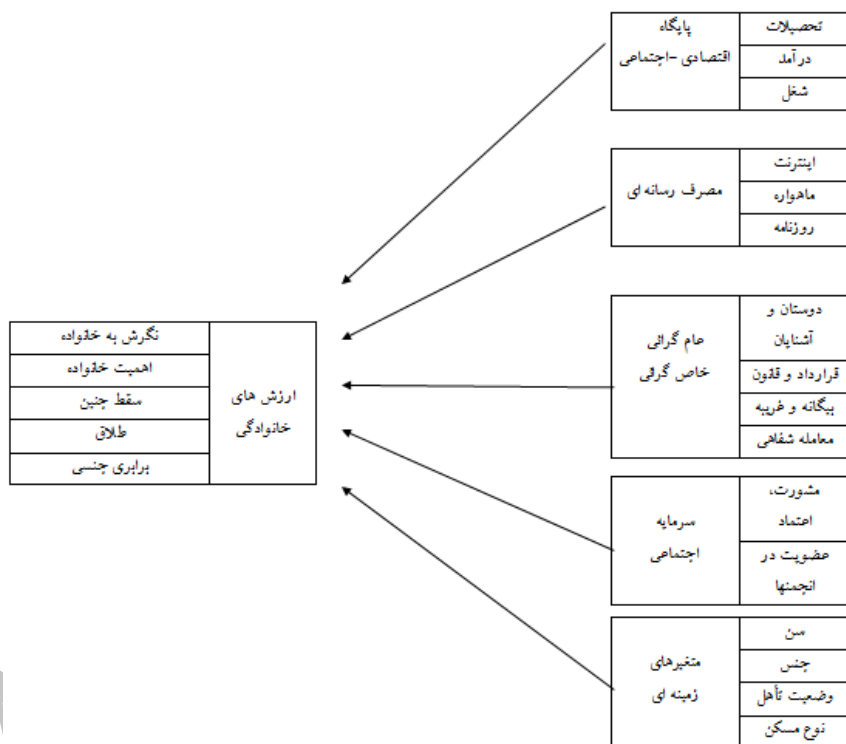 پایگاه
اقتصادی -اجتماعی
تحصیلات
درآمد
شغل
مصرف رسانه ای
اینترنت
ماهواره
روزنامه
عام گرائی
خاص گرئی
دوستان و
آشنایان
قرارداد و قانون
بیگانه و غریبه
معامله شفاهی
سرمایه
اجتماعی
مشورت،
اعتماد
عضویت در
انجمنها
متغیرهای
زمینه ای
سن
جنس
وضعیت تأهل
نوع مسکن
ارزش های
خانوادگی
نگرش به خانواده
اهمیت خانواده
سقط جنین
طلاق
برابری جنسی